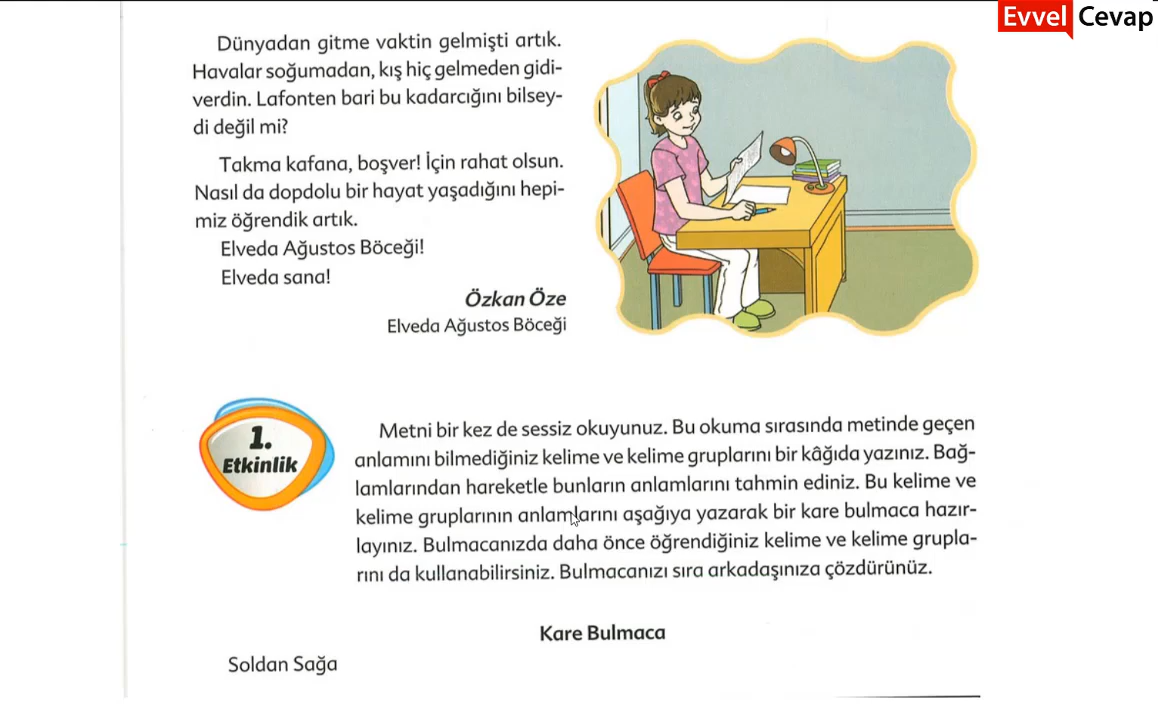 Evvel Cevap
Dünyadan gitme vaktin gelmişti artık.
Havalar soğumadan, kış hiç gelmeden gidi-
verdin. Lafonten bari bu kadarcığını bilsey-
di değil mi?
Takma kafana, boşver! İçin rahat olsun.
Nasıl da dopdolu bir hayat yaşadığını hepi-
miz öğrendik artık.
Elveda Ağustos Böceği!
Elveda sana!
Özkan Öze
Elveda Ağustos Böceği
1.
Etkinlik
Metni bir kez de sessiz okuyunuz. Bu okuma sırasında metinde geçen
anlamını bilmediğiniz kelime ve kelime gruplarını bir kâğıda yazınız. Bağ-
lamlarından hareketle bunların anlamlarını tahmin ediniz. Bu kelime ve
kelime gruplarının anlamlarını aşağıya yazarak bir kare bulmaca hazır-
layınız. Bulmacanızda daha önce öğrendiğiniz kelime ve kelime grupla-
rını da kullanabilirsiniz. Bulmacanızı sıra arkadaşınıza çözdürünüz.
Kare Bulmaca
Soldan Sağa